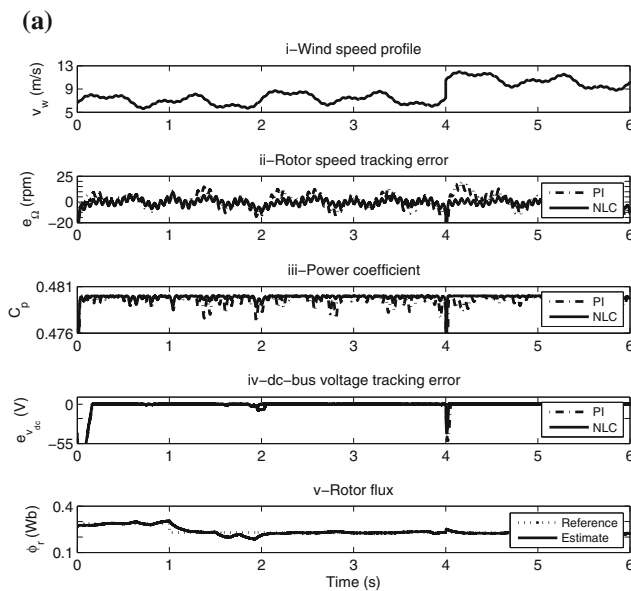 (a)
i−Wind speed profile
v_w (m/s)
13
9
5
0 1 2 3 4 5 6
ii−Rotor speed tracking error
e_Ω (rpm)
25
0
−20
PI
NLC
0 1 2 3 4 5 6
iii−Power coefficient
C_p
0.481
0.476
PI
NLC
0 1 2 3 4 5 6
iv−dc−bus voltage tracking error
e_v_dc (V)
0
−55
PI
NLC
0 1 2 3 4 5 6
v−Rotor flux
ϕ_r (Wb)
0.4
0.1
Reference
Estimate
0 1 2 3 4 5 6
Time (s)